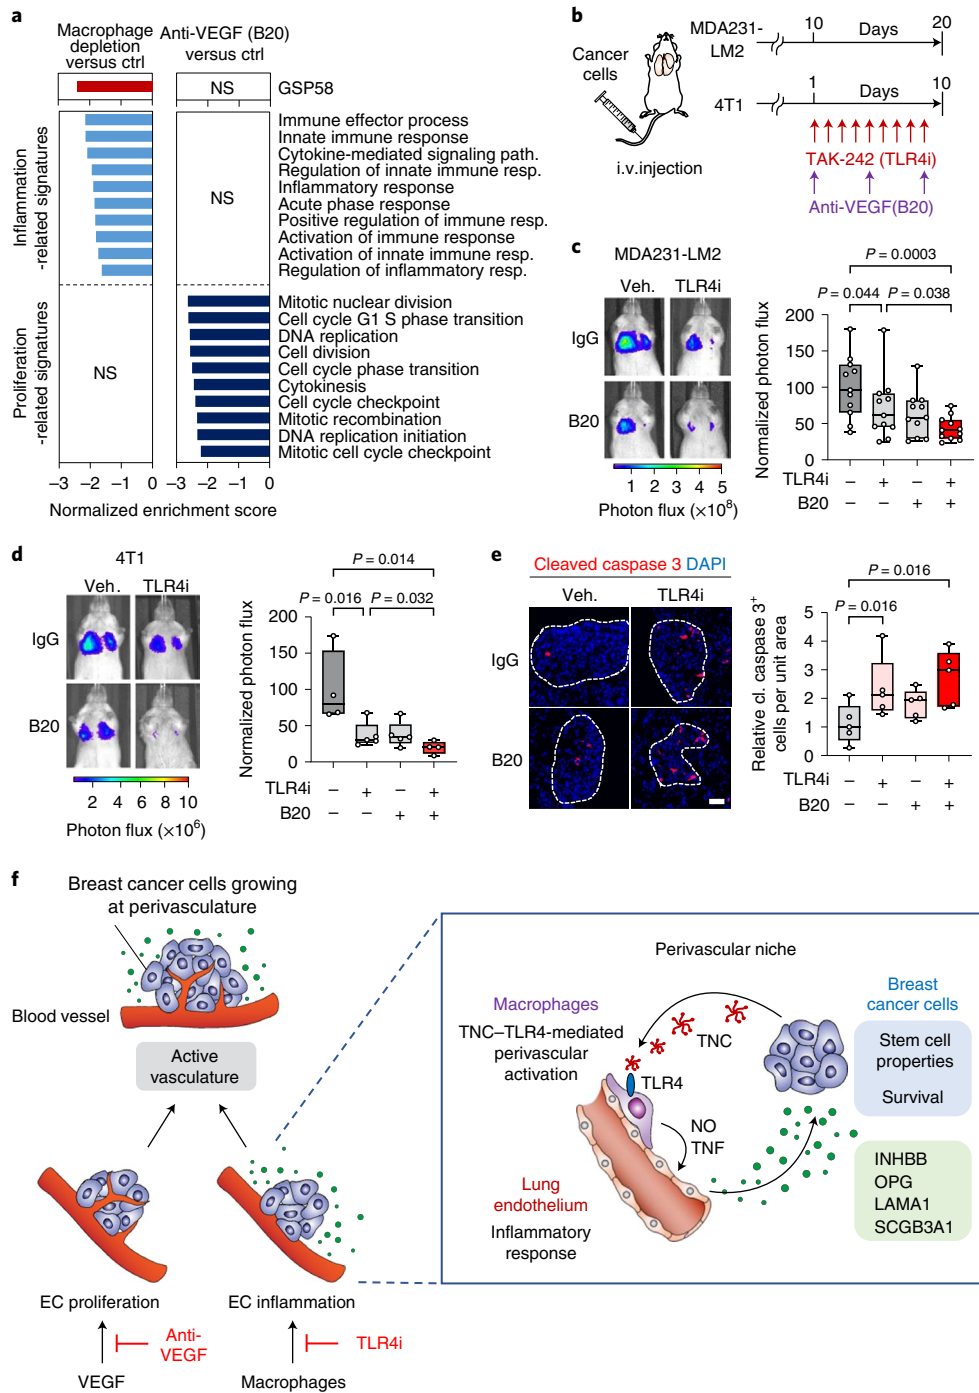 a
Macrophage
depletion
versus ctrl
Anti-VEGF (B20)
versus ctrl
NS
GSP58
Inflammation
-related signatures
NS
Immune effector process
Innate immune response
Cytokine-mediated signaling path.
Regulation of innate immune resp.
Inflammatory response
Acute phase response
Positive regulation of immune resp.
Activation of immune response
Activation of innate immune resp.
Regulation of inflammatory resp.
Proliferation
-related signatures
NS
Mitotic nuclear division
Cell cycle G1 S phase transition
DNA replication
Cell division
Cell cycle phase transition
Cytokinesis
Cell cycle checkpoint
Mitotic recombination
DNA replication initiation
Mitotic cell cycle checkpoint
−3 −2 −1 0 −3 −2 −1 0
Normalized enrichment score
b
Cancer
cells
i.v.injection
MDA231-
LM2
10 Days 20
4T1
1 Days 10
TAK-242 (TLR4i)
Anti-VEGF(B20)
c
MDA231-LM2
Veh. TLR4i
IgG
B20
1 2 3 4 5
Photon flux (×10⁸)
P = 0.0003
P = 0.044 P = 0.038
Normalized photon flux
200
150
100
50
0
TLR4i − + − +
B20 − − + +
d
4T1
Veh. TLR4i
IgG
B20
2 4 6 8 10
Photon flux (×10⁶)
P = 0.014
P = 0.016 P = 0.032
Normalized photon flux
200
150
100
50
0
TLR4i − + − +
B20 − − + +
e
Cleaved caspase 3 DAPI
Veh. TLR4i
IgG
B20
P = 0.016
P = 0.016
Relative cl. caspase 3⁺
cells per unit area
5
4
3
2
1
0
TLR4i − + − +
B20 − − + +
f
Breast cancer cells growing
at perivasculature
Blood vessel
Active
vasculature
EC proliferation
EC inflammation
Anti-
VEGF
TLR4i
VEGF
Macrophages
Perivascular niche
Macrophages
TNC–TLR4-mediated
perivascular
activation
TNC
TLR4
NO
TNF
Breast
cancer cells
Stem cell
properties
Survival
Lung
endothelium
Inflammatory
response
INHBB
OPG
LAMA1
SCGB3A1